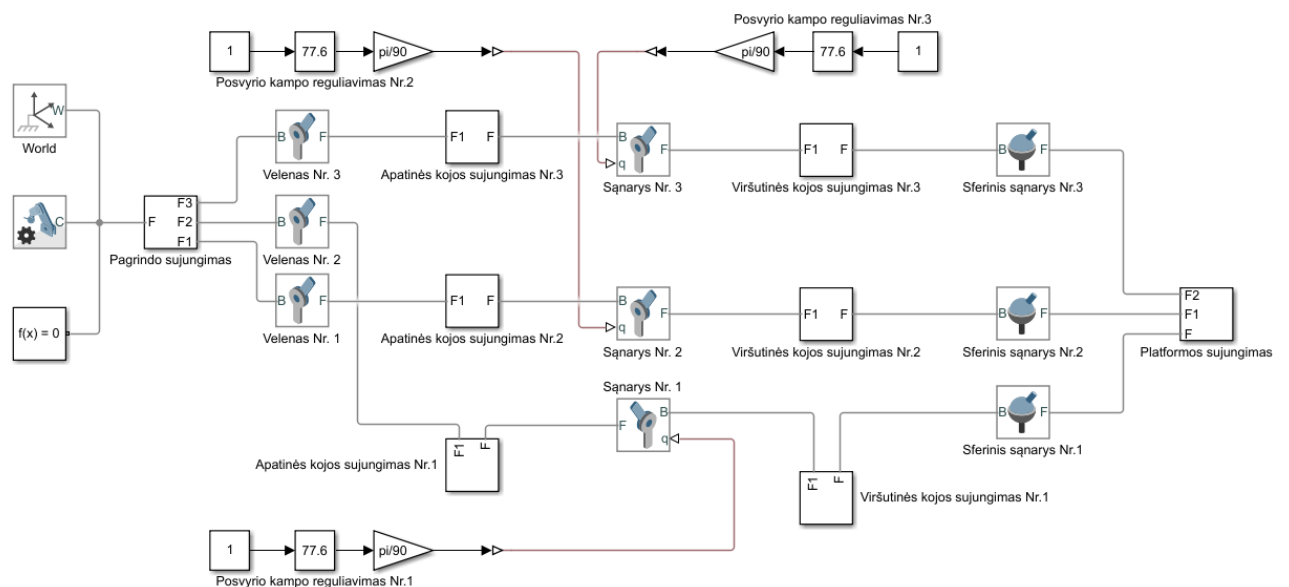 Posvyrio kampo reguliavimas Nr.3
1
77.6
pi/90
pi/90
77.6
1
Posvyrio kampo reguliavimas Nr.2
W
World
B
F
Velenas Nr. 3
F1
F
Apatinės kojos sujungimas Nr.3
B
q
F
Sąnarys Nr. 3
F1
F
Viršutinės kojos sujungimas Nr.3
B
F
Sferinis sąnarys Nr.3
C
F
F3
F2
F1
Pagrindo sujungimas
B
F
Velenas Nr. 2
B
F
Velenas Nr. 1
F1
F
Apatinės kojos sujungimas Nr.2
B
q
F
Sąnarys Nr. 2
F1
F
Viršutinės kojos sujungimas Nr.2
B
F
Sferinis sąnarys Nr.2
F2
F1
F
Platformos sujungimas
f(x) = 0
Sąnarys Nr. 1
F
B
q
B
F
Sferinis sąnarys Nr.1
F1
F
Apatinės kojos sujungimas Nr.1
F1
F
Viršutinės kojos sujungimas Nr.1
1
77.6
pi/90
Posvyrio kampo reguliavimas Nr.1